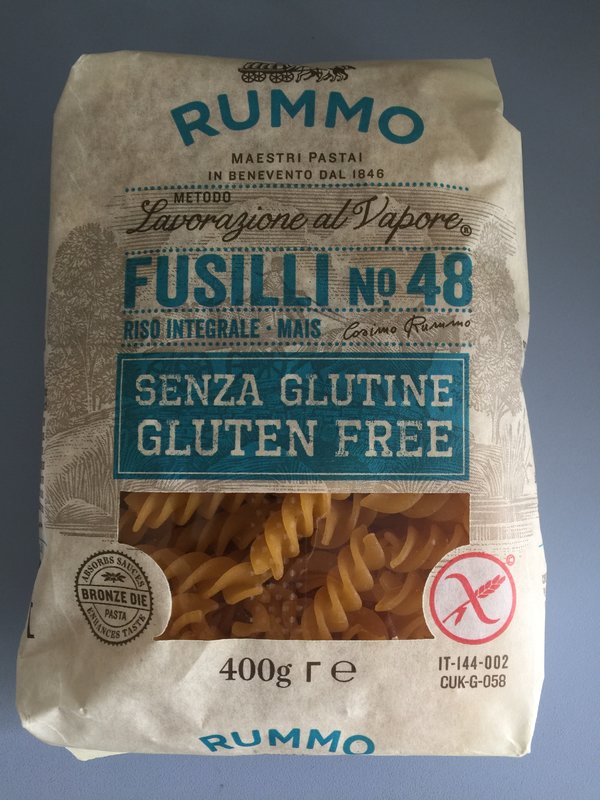 RUMMO
MAESTRI PASTAI
IN BENEVENTO DAL 1846
METODO
Lavorazione al Vapore®
FUSILLI Nº 48
RISO INTEGRALE · MAIS Cosimo Rummo
SENZA GLUTINE
GLUTEN FREE
ABSORBS SAUCES
BRONZE DIE
PASTA
ENHANCES TASTE
©
400g г ℮
IT-144-002
CUK-G-058
RUMMO